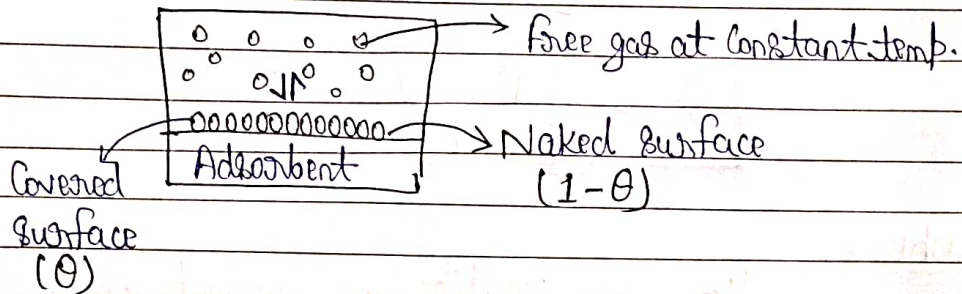 free gas at Constant temp.
Naked surface
(1-θ)
Adsorbent
Covered
surface
(θ)